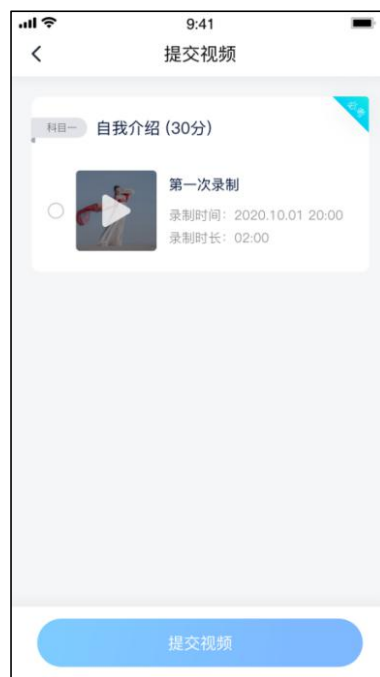 9:41
提交视频
科目一
自我介绍 (30分)
必考
第一次录制
录制时间：2020.10.01 20:00
录制时长：02:00
提交视频